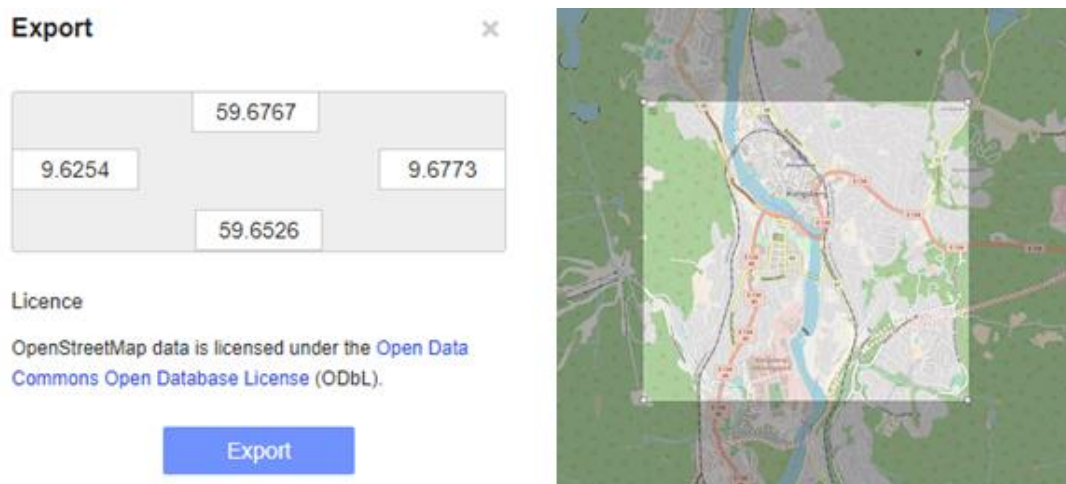 Export
×
59.6767
9.6254
9.6773
59.6526
Licence
OpenStreetMap data is licensed under the Open Data
Commons Open Database License (ODbL).
Export
Kongsberg